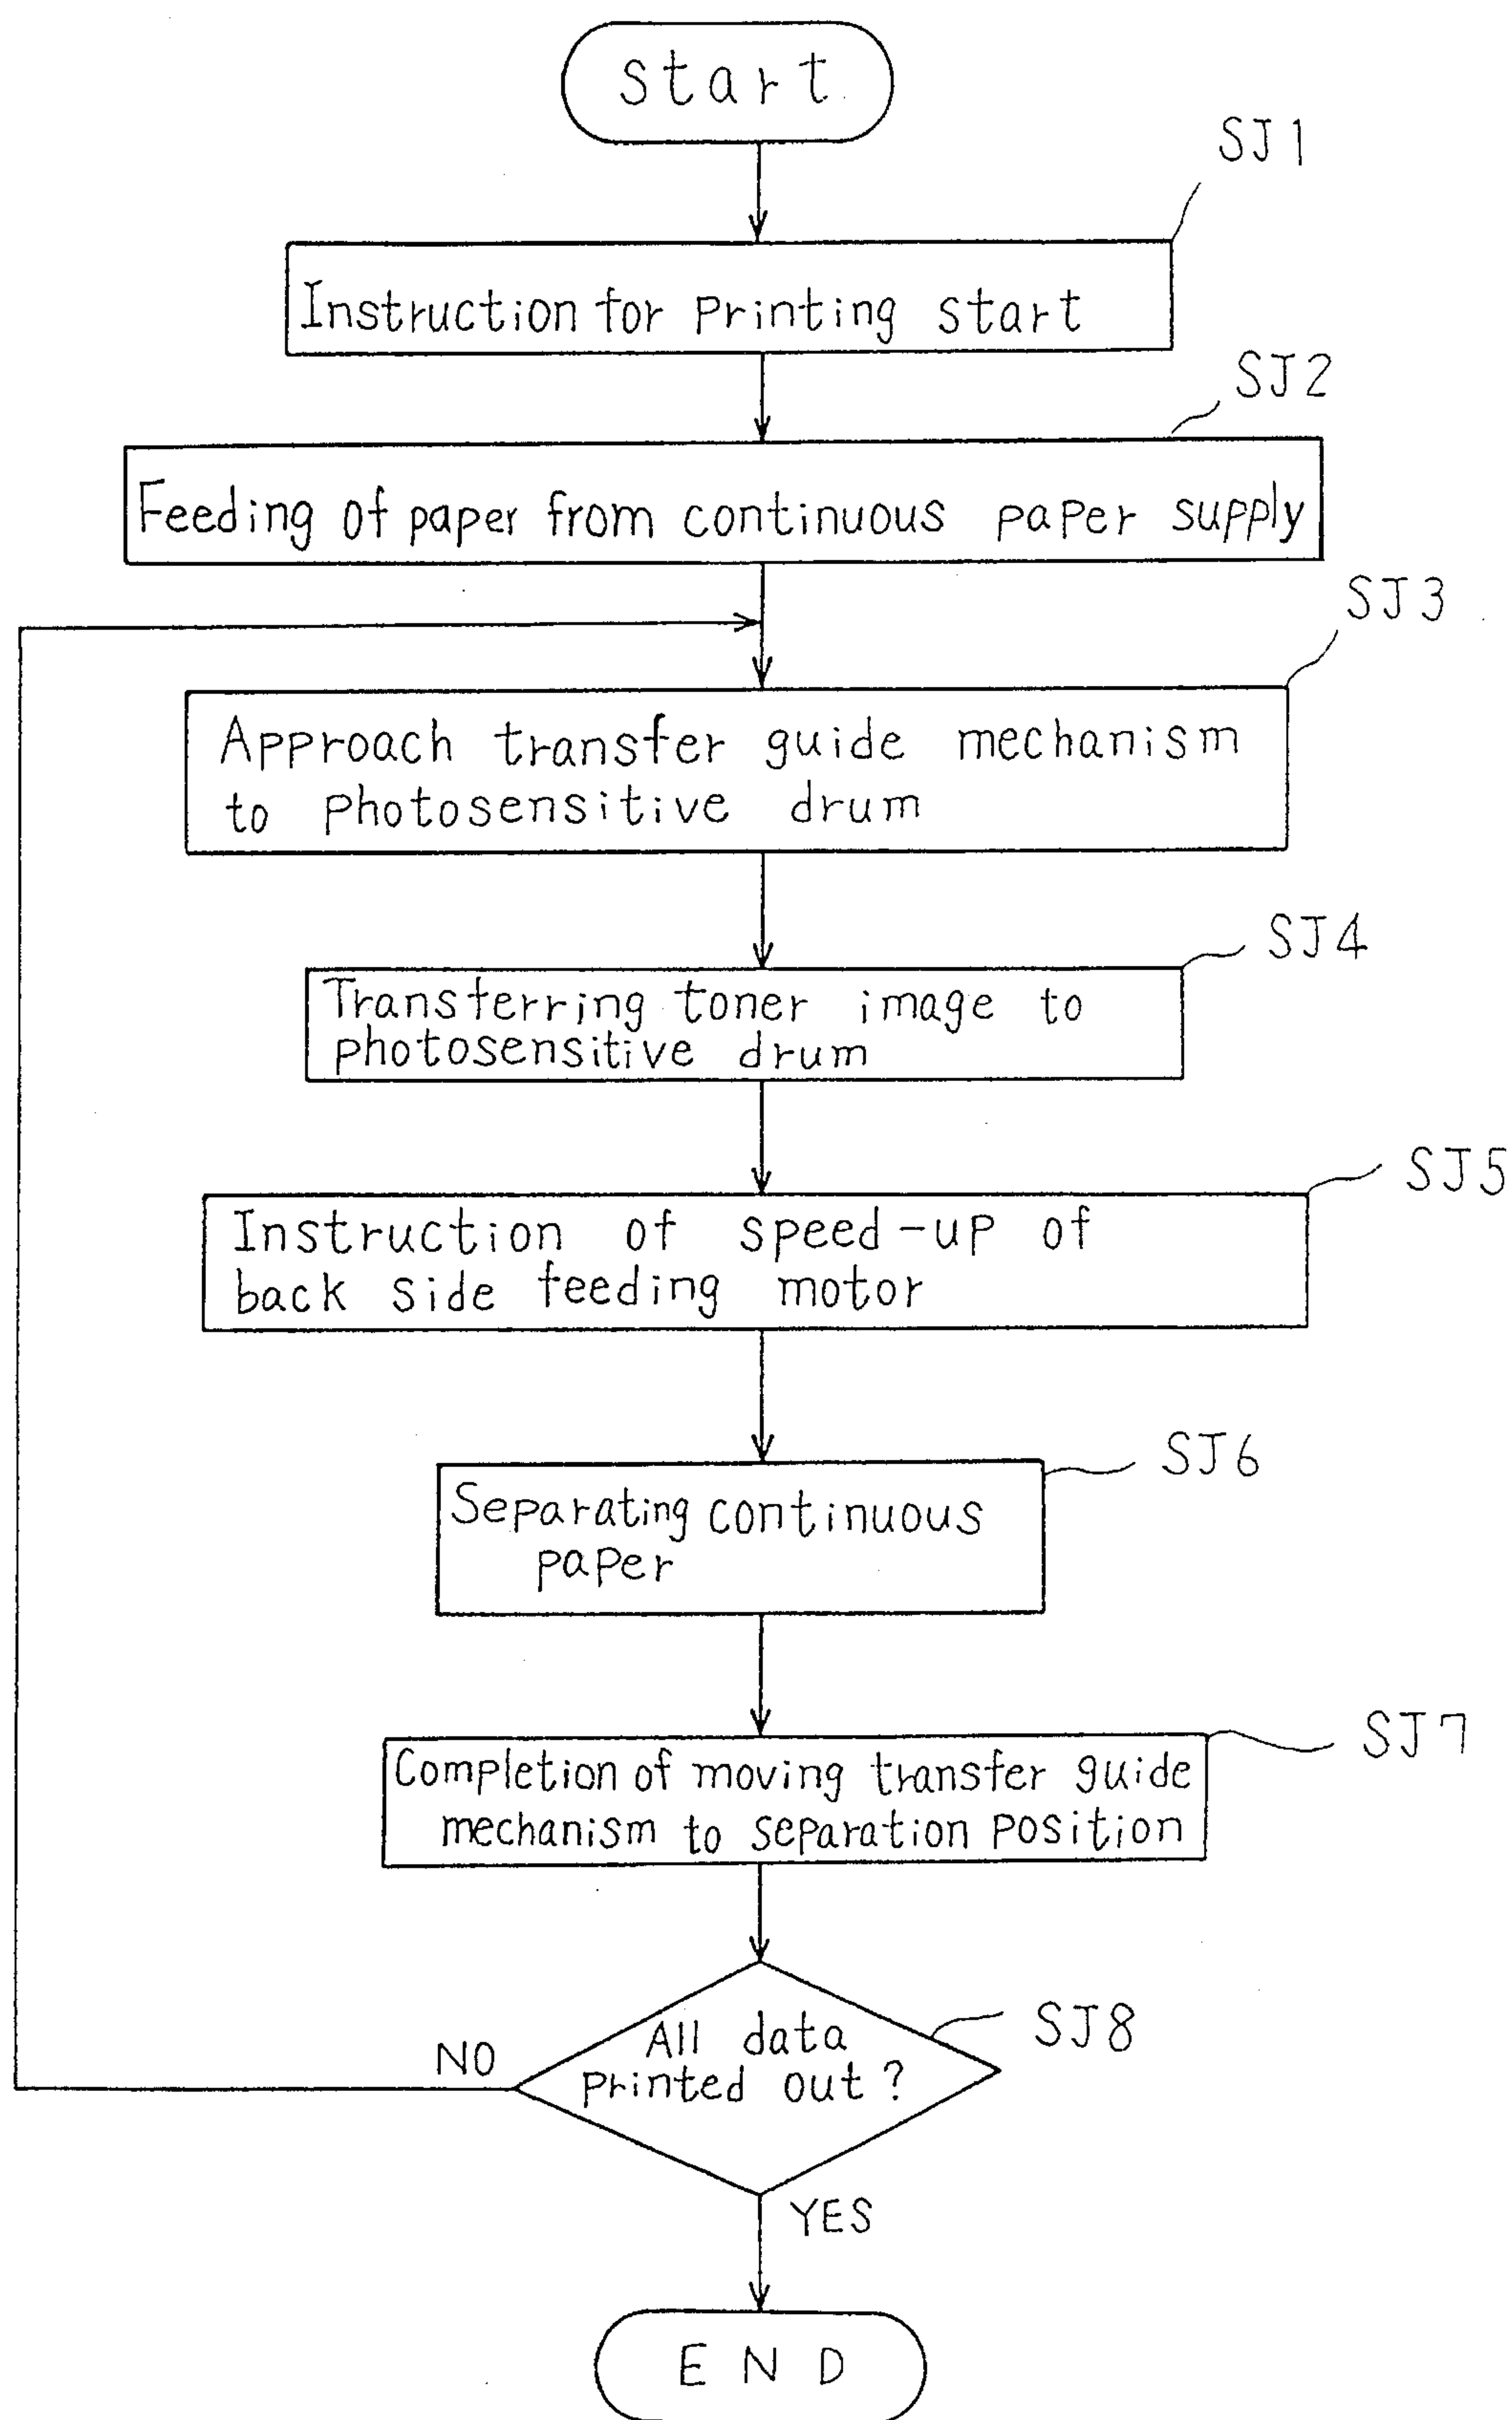 start
SJ1
Instruction for printing start
SJ2
Feeding of paper from continuous paper supply
SJ3
Approach transfer guide mechanism
to photosensitive drum
SJ4
Transferring toner image to
photosensitive drum
SJ5
Instruction of speed-up of
back side feeding motor
SJ6
Separating continuous
paper
SJ7
Completion of moving transfer guide
mechanism to separation position
SJ8
All data
printed out?
NO
YES
END